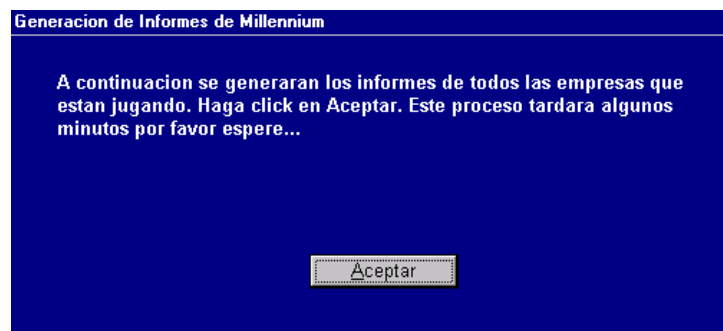 Generacion de Informes de Millennium
A continuacion se generaran los informes de todos las empresas que
estan jugando. Haga click en Aceptar. Este proceso tardara algunos
minutos por favor espere...
Aceptar